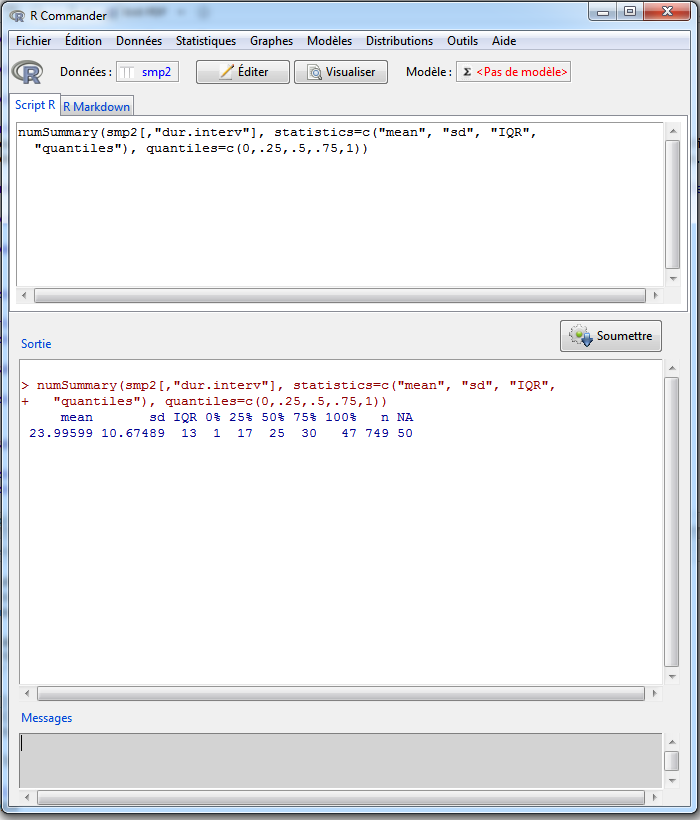 R Commander
Fichier Édition Données Statistiques Graphes Modèles Distributions Outils Aide
R Données : smp2 Éditer Visualiser Modèle : Σ <Pas de modèle>
Script R R Markdown
numSummary(smp2[,"dur.interv"], statistics=c("mean", "sd", "IQR",
"quantiles"), quantiles=c(0,.25,.5,.75,1))
Soumettre
Sortie
> numSummary(smp2[,"dur.interv"], statistics=c("mean", "sd", "IQR",
+ "quantiles"), quantiles=c(0,.25,.5,.75,1))
mean sd IQR 0% 25% 50% 75% 100% n NA
23.99599 10.67489 13 1 17 25 30 47 749 50
Messages